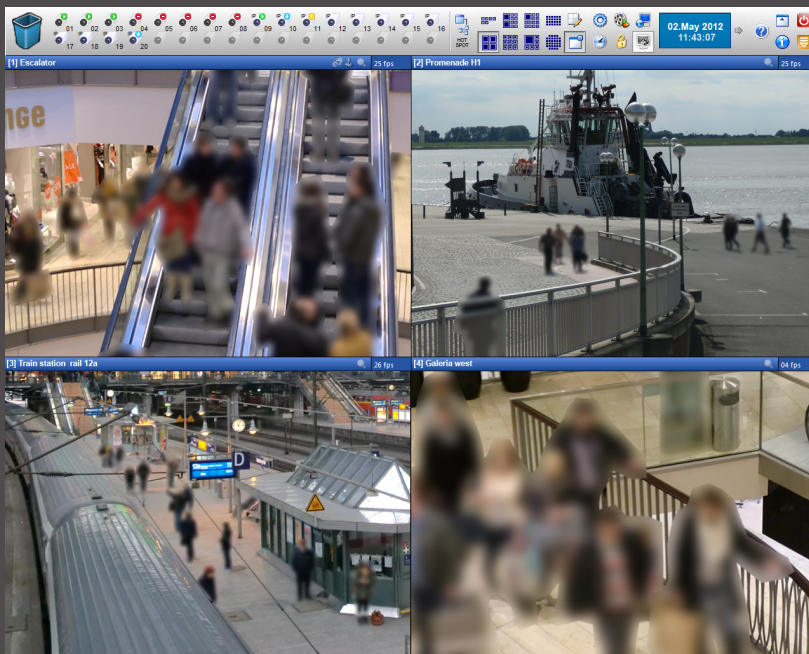 01 02 03 04 05 06 07 08 09 10 11 12 13 14 15 16
17 18 19 20
HOT
SPOT
02.May 2012
11:43:07
[1] Escalator 25 fps
[2] Promenade H1 25 fps
nge
[3] Train station rail 12a 26 fps
[4] Galeria west 04 fps
D